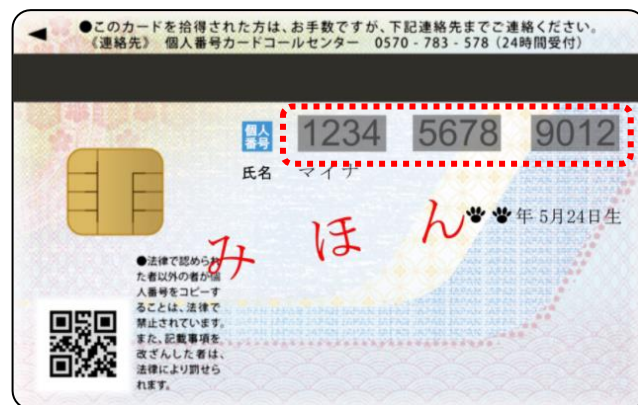 ●このカードを拾得された方は、お手数ですが、下記連絡先までご連絡ください。
《連絡先》 個人番号カードコールセンター 0570 - 783 - 578（24時間受付）
個人番号 1234 5678 9012
氏名 マイナ
年 5月24日生
みほん
●法律で認められ
た者以外の者が個
人番号をコピーす
ることは、法律で
禁止されています。
また、記載事項を
改ざんした者は、
法律により罰せら
れます。